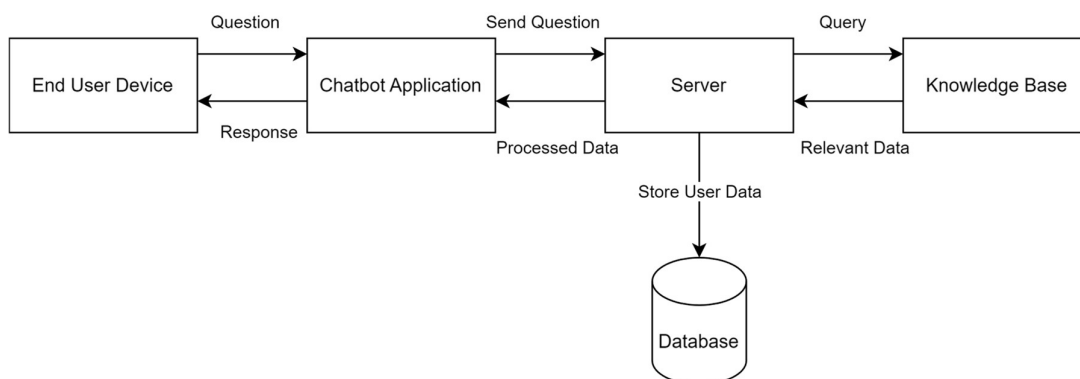 Question
Send Question
Query
End User Device
Chatbot Application
Server
Knowledge Base
Response
Processed Data
Relevant Data
Store User Data
Database